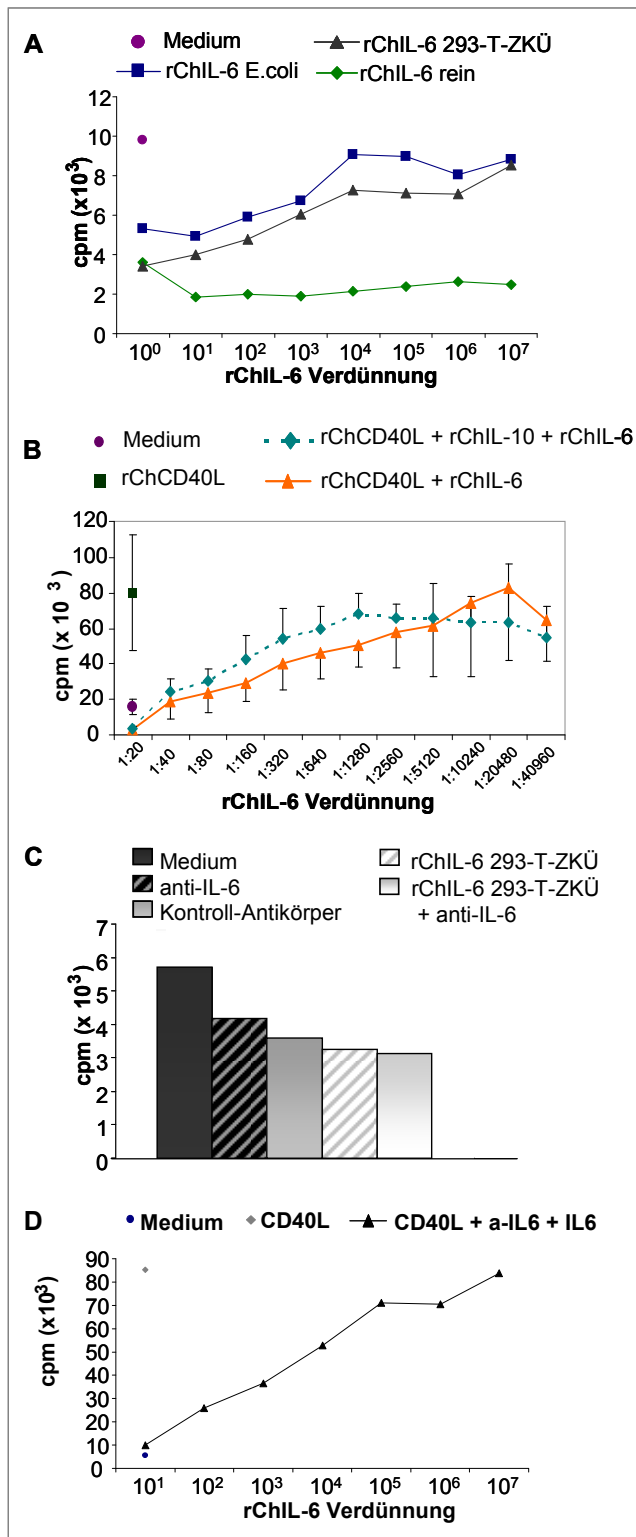 A
Medium
rChIL-6 293-T-ZKÜ
rChIL-6 E.coli
rChIL-6 rein
cpm (x10³)
12
10
8
6
4
2
0
10⁰ 10¹ 10² 10³ 10⁴ 10⁵ 10⁶ 10⁷
rChIL-6 Verdünnung
B
Medium
rChCD40L + rChIL-10 + rChIL-6
rChCD40L
rChCD40L + rChIL-6
cpm (x 10 ³)
120
100
80
60
40
20
0
1:20 1:40 1:80 1:160 1:320 1:640 1:1280 1:2560 1:5120 1:10240 1:20480 1:40960
rChIL-6 Verdünnung
C
Medium
rChIL-6 293-T-ZKÜ
anti-IL-6
rChIL-6 293-T-ZKÜ
Kontroll-Antikörper
+ anti-IL-6
cpm (x 10³)
7
6
5
4
3
2
1
0
D
Medium CD40L CD40L + a-IL6 + IL6
cpm (x10³)
90
80
70
60
50
40
30
20
10
0
10¹ 10² 10³ 10⁴ 10⁵ 10⁶ 10⁷
rChIL-6 Verdünnung